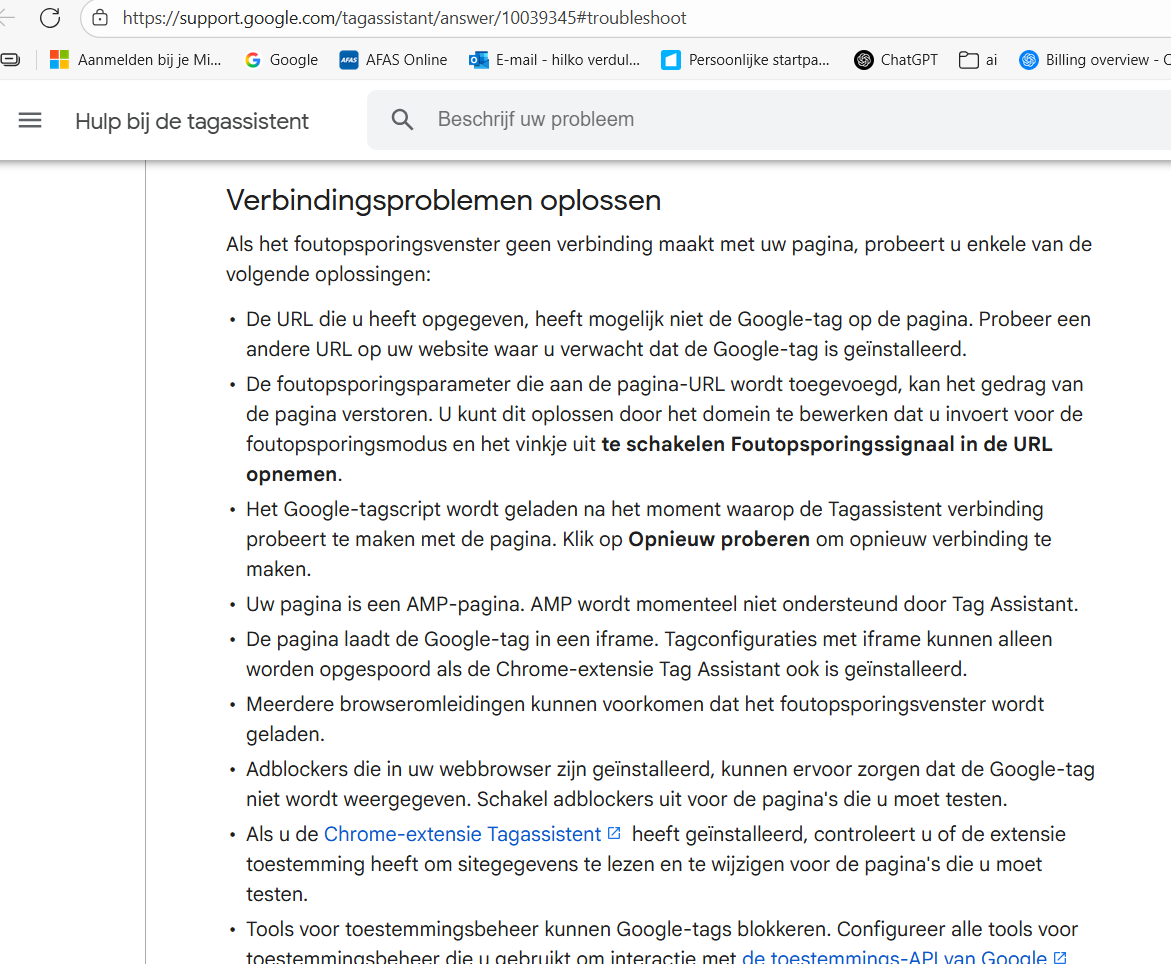 https://support.google.com/tagassistant/answer/10039345#troubleshoot
Aanmelden bij je Mi... Google AFAS Online E-mail - hilko verdul... Persoonlijke startpa... ChatGPT ai Billing overview -
Hulp bij de tagassistent
Beschrijf uw probleem
Verbindingsproblemen oplossen
Als het foutopsporingsvenster geen verbinding maakt met uw pagina, probeert u enkele van de
volgende oplossingen:
• De URL die u heeft opgegeven, heeft mogelijk niet de Google-tag op de pagina. Probeer een
andere URL op uw website waar u verwacht dat de Google-tag is geïnstalleerd.
• De foutopsporingsparameter die aan de pagina-URL wordt toegevoegd, kan het gedrag van
de pagina verstoren. U kunt dit oplossen door het domein te bewerken dat u invoert voor de
foutopsporingsmodus en het vinkje uit te schakelen Foutopsporingssignaal in de URL
opnemen.
• Het Google-tagscript wordt geladen na het moment waarop de Tagassistent verbinding
probeert te maken met de pagina. Klik op Opnieuw proberen om opnieuw verbinding te
maken.
• Uw pagina is een AMP-pagina. AMP wordt momenteel niet ondersteund door Tag Assistant.
• De pagina laadt de Google-tag in een iframe. Tagconfiguraties met iframe kunnen alleen
worden opgespoord als de Chrome-extensie Tag Assistant ook is geïnstalleerd.
• Meerdere browseromleidingen kunnen voorkomen dat het foutopsporingsvenster wordt
geladen.
• Adblockers die in uw webbrowser zijn geïnstalleerd, kunnen ervoor zorgen dat de Google-tag
niet wordt weergegeven. Schakel adblockers uit voor de pagina's die u moet testen.
• Als u de Chrome-extensie Tagassistent heeft geïnstalleerd, controleert u of de extensie
toestemming heeft om sitegegevens te lezen en te wijzigen voor de pagina's die u moet
testen.
• Tools voor toestemmingsbeheer kunnen Google-tags blokkeren. Configureer alle tools voor
toestemmingsbeheer die u gebruikt om interactie met de toestemmings-API van Google